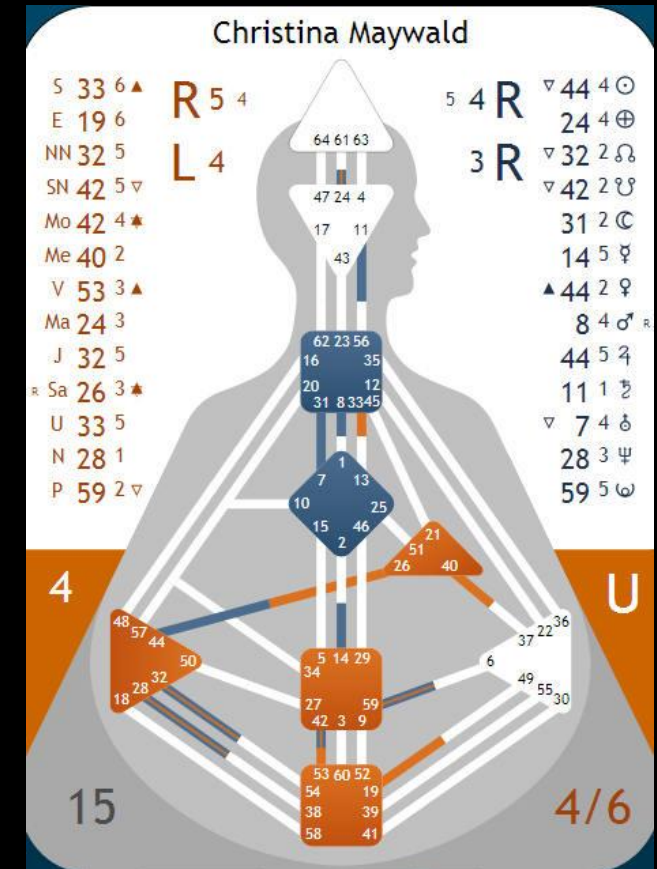 Christina Maywald
S 33 6 ▲
E 19 6
NN 32 5
SN 42 5 ▽
Mo 42 4
Me 40 2
V 53 3 ▲
Ma 24 3
J 32 5
R Sa 26 3
U 33 5
N 28 1
P 59 2 ▽
R 5 4
L 4
5 4 R
3 R
▽ 44 4 ☉
24 4 ⊕
▽ 32 2 ☊
▽ 42 2 ☋
31 2 ☾
14 5 ☿
▲ 44 2 ♀
8 4 ♂ R
44 5 ♃
11 1 ♄
▽ 7 4 ⛢
28 3 ♆
59 5 ♇
64 61 63
47 24 4
17 11
43
62 23 56
16 35
20 12
31 8 33 45
1
7 13
10 25
15 46
2
21
51
26 40
48
57
44
50
32
28
18
36
22
37
6
49
55
30
5 14 29
34
27 59
42 3 9
53 60 52
54 19
38 39
58 41
4
U
15
4/6